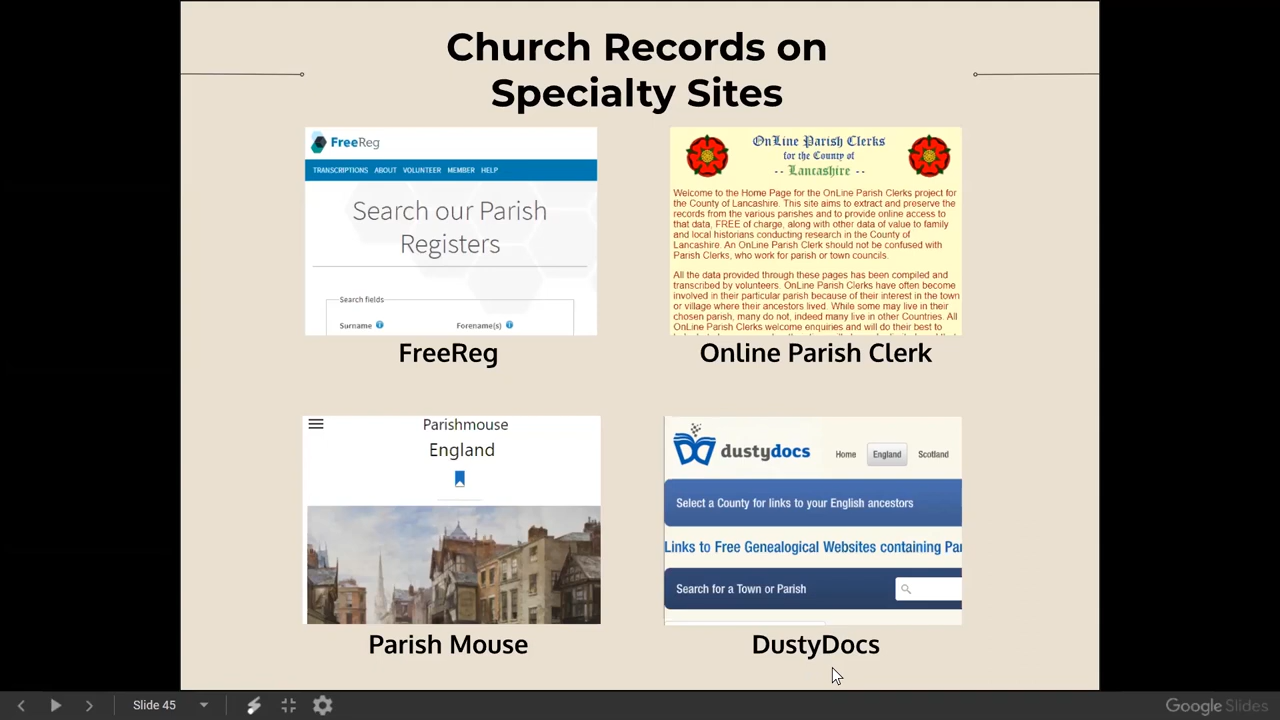 Church Records on
Specialty Sites
FreeReg
TRANSCRIPTIONS ABOUT VOLUNTEER MEMBER HELP
Search our Parish
Registers
Search fields
Surname
Forename(s)
FreeReg
OnLine Parish Clerks
for the County of
-- Lancashire --
Welcome to the Home Page for the OnLine Parish Clerks project for
the County of Lancashire. This site aims to extract and preserve the
records from the various parishes and to provide online access to
that data, FREE of charge, along with other data of value to family
and local historians conducting research in the County of
Lancashire. An OnLine Parish Clerk should not be confused with
Parish Clerks, who work for parish or town councils.
All the data provided through these pages has been compiled and
transcribed by volunteers. OnLine Parish Clerks have often become
involved in their particular parish because of their interest in the town
or village where their ancestors lived. While some may live in their
chosen parish, many do not, indeed many live in other Countries. All
OnLine Parish Clerks welcome enquiries and will do their best to
Online Parish Clerk
Parishmouse
England
Parish Mouse
dustydocs
Home England Scotland
Select a County for links to your English ancestors
Links to Free Genealogical Websites containing Par
Search for a Town or Parish
DustyDocs
Slide 45
Google Slides